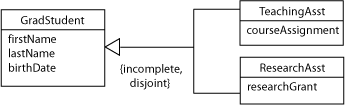 GradStudent
firstName
lastName
birthDate
{incomplete,
disjoint}
TeachingAsst
courseAssignment
ResearchAsst
researchGrant